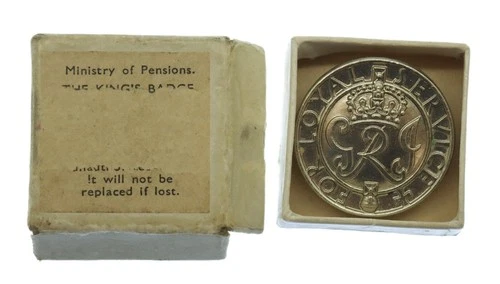 Ministry of Pensions.
THE KING'S BADGE
It will not be
replaced if lost.
FOR LOYAL SERVICE
GRI